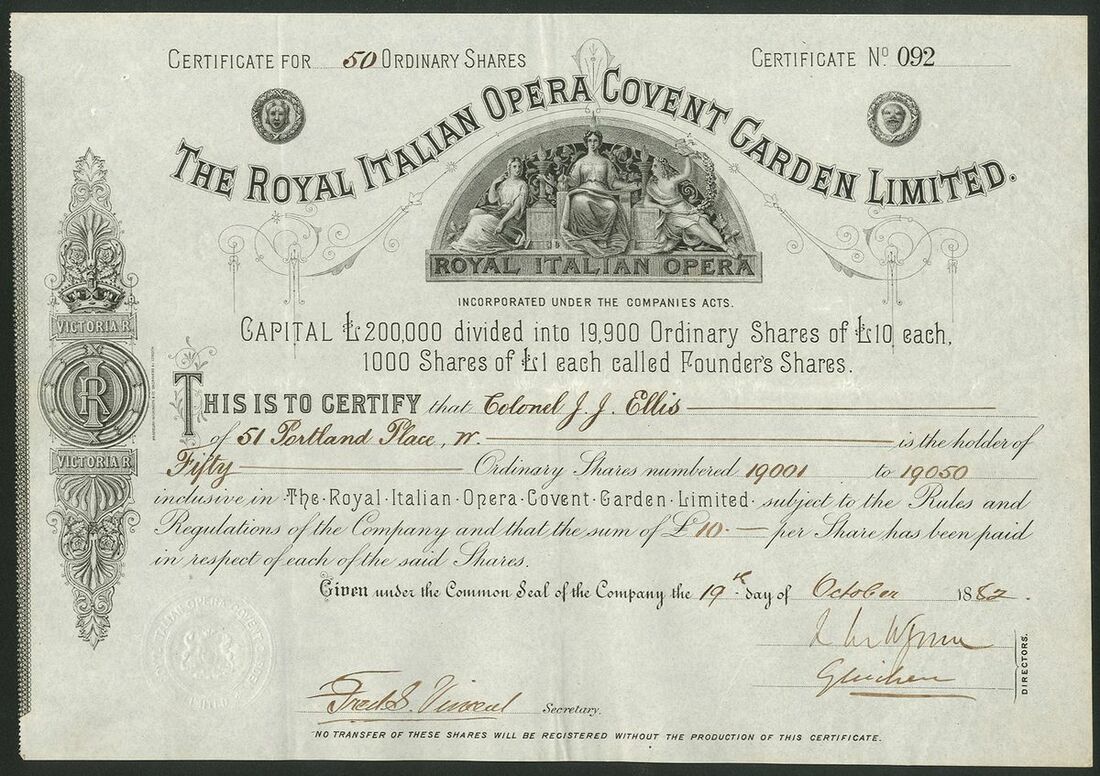 CERTIFICATE FOR 50 ORDINARY SHARES
CERTIFICATE No. 092
THE ROYAL ITALIAN OPERA COVENT GARDEN LIMITED.
ROYAL ITALIAN OPERA
INCORPORATED UNDER THE COMPANIES ACTS.
CAPITAL £200,000 divided into 19,900 Ordinary Shares of £10 each,
1000 Shares of £1 each called Founder's Shares.
VICTORIA R
R
VICTORIA R
THIS IS TO CERTIFY that Colonel J. J. Ellis
of 51 Portland Place, W. is the holder of
Fifty Ordinary Shares numbered 19001 to 19050
inclusive in The Royal Italian Opera Covent Garden Limited subject to the Rules and
Regulations of the Company and that the sum of £10 per Share has been paid
in respect of each of the said Shares.
Given under the Common Seal of the Company the 19th day of October 1882.
Gleichen
DIRECTORS.
Fred S. Vincent Secretary.
NO TRANSFER OF THESE SHARES WILL BE REGISTERED WITHOUT THE PRODUCTION OF THIS CERTIFICATE.